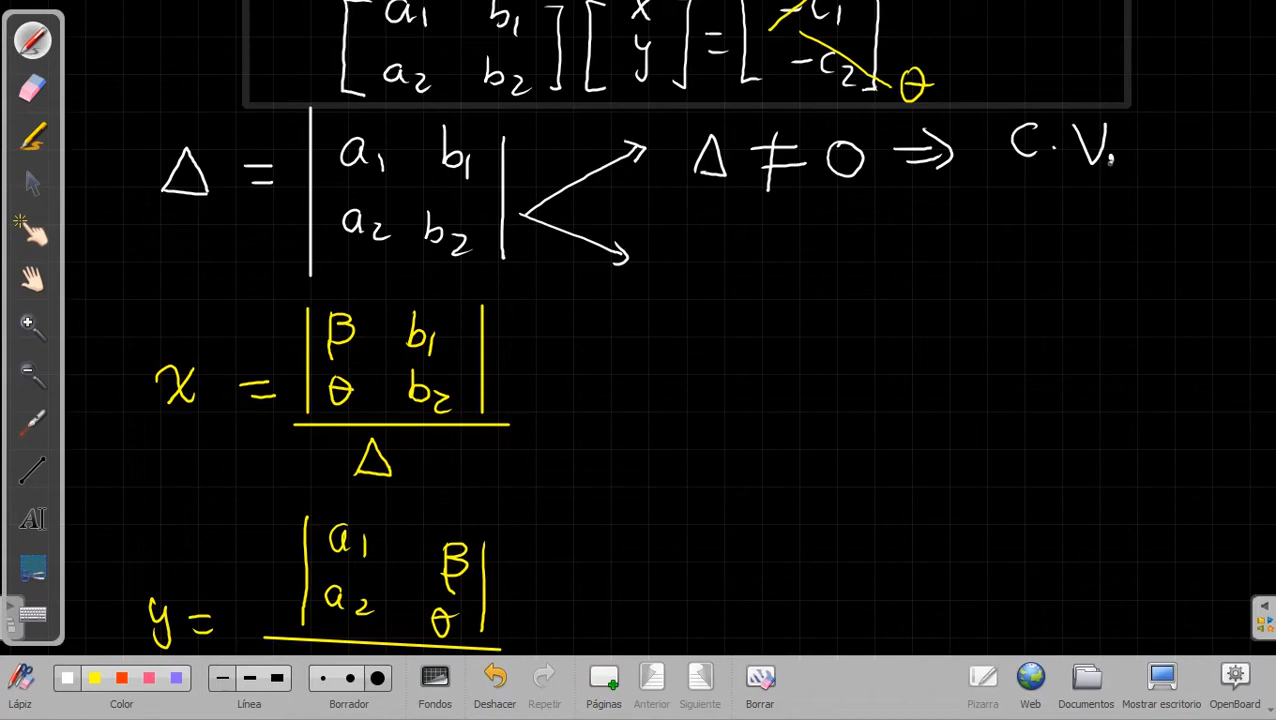 [ a₁ b₁ ] [ x ] = [ -c₁ ]
[ a₂ b₂ ] [ y ] = [ -c₂ ] θ
Δ = | a₁ b₁ | Δ ≠ 0 ⇒ C.V.
| a₂ b₂ |
| β b₁ |
x = | θ b₂ |
Δ
| a₁ β |
y = | a₂ θ |
Lápiz Color Línea Borrador Fondos Deshacer Repetir Páginas Anterior Siguiente Borrar Pizarra Web Documentos Mostrar escritorio OpenBoard